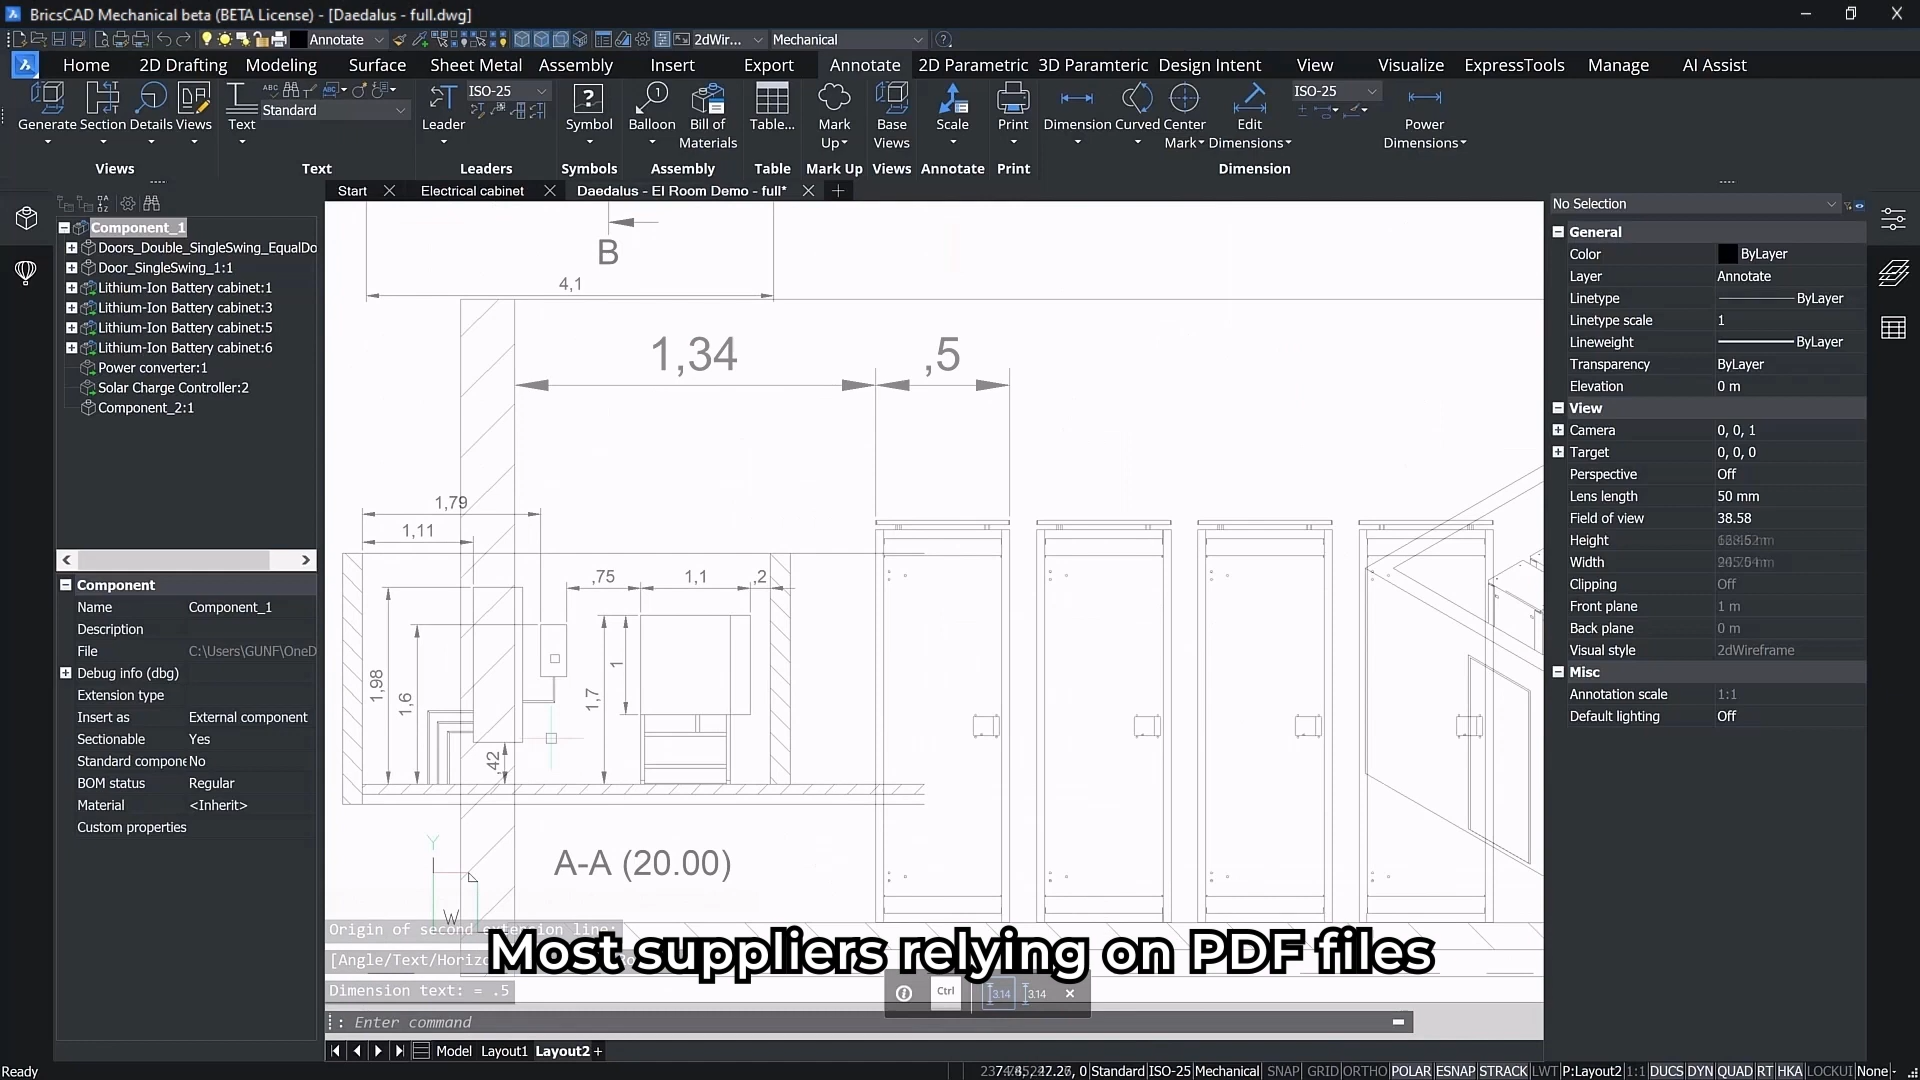 BricsCAD Mechanical beta (BETA License) - [Daedalus - full.dwg]
Annotate
2dWir...
Mechanical
Home
2D Drafting
Modeling
Surface
Sheet Metal
Assembly
Insert
Export
Annotate
2D Parametric
3D Paramteric
Design Intent
View
Visualize
ExpressTools
Manage
AI Assist
Generate
Section
Details
Views
Text
Standard
Leader
ISO-25
Symbol
Balloon
Bill of
Materials
Table...
Mark
Up
Base
Views
Scale
Print
Dimension
Curved
Center
Mark
Edit
Dimensions
ISO-25
Power
Dimensions
Views
Text
Leaders
Symbols
Assembly
Table
Mark Up
Views
Annotate
Print
Dimension
Start
Electrical cabinet
Daedalus - El Room Demo - full*
Component_1
Doors_Double_SingleSwing_EqualDo
Door_SingleSwing_1:1
Lithium-Ion Battery cabinet:1
Lithium-Ion Battery cabinet:3
Lithium-Ion Battery cabinet:5
Lithium-Ion Battery cabinet:6
Power converter:1
Solar Charge Controller:2
Component_2:1
Component
Name Component_1
Description
File C:\Users\GUNF\OneD
Debug info (dbg)
Extension type
Insert as External component
Sectionable Yes
Standard compone No
BOM status Regular
Material <Inherit>
Custom properties
B
4,1
1,34
,5
1,79
1,11
,75
1,1
,2
1,98
1,6
1,7
1
,42
A-A (20.00)
Y
W
Origin of second extension line:
[Angle/Text/Horizo
Dimension text: = .5
Most suppliers relying on PDF files
Ctrl
3.14
3.14
: Enter command
Model
Layout1
Layout2
No Selection
General
Color ByLayer
Layer Annotate
Linetype ByLayer
Linetype scale 1
Lineweight ByLayer
Transparency ByLayer
Elevation 0 m
View
Camera 0, 0, 1
Target 0, 0, 0
Perspective Off
Lens length 50 mm
Field of view 38.58
Height
Width
Clipping Off
Front plane 1 m
Back plane 0 m
Visual style 2dWireframe
Misc
Annotation scale 1:1
Default lighting Off
Ready
Standard ISO-25 Mechanical SNAP GRID ORTHO POLAR ESNAP STRACK LWT P:Layout2 1:1 DUCS DYN QUAD RT HKA LOCKUI None